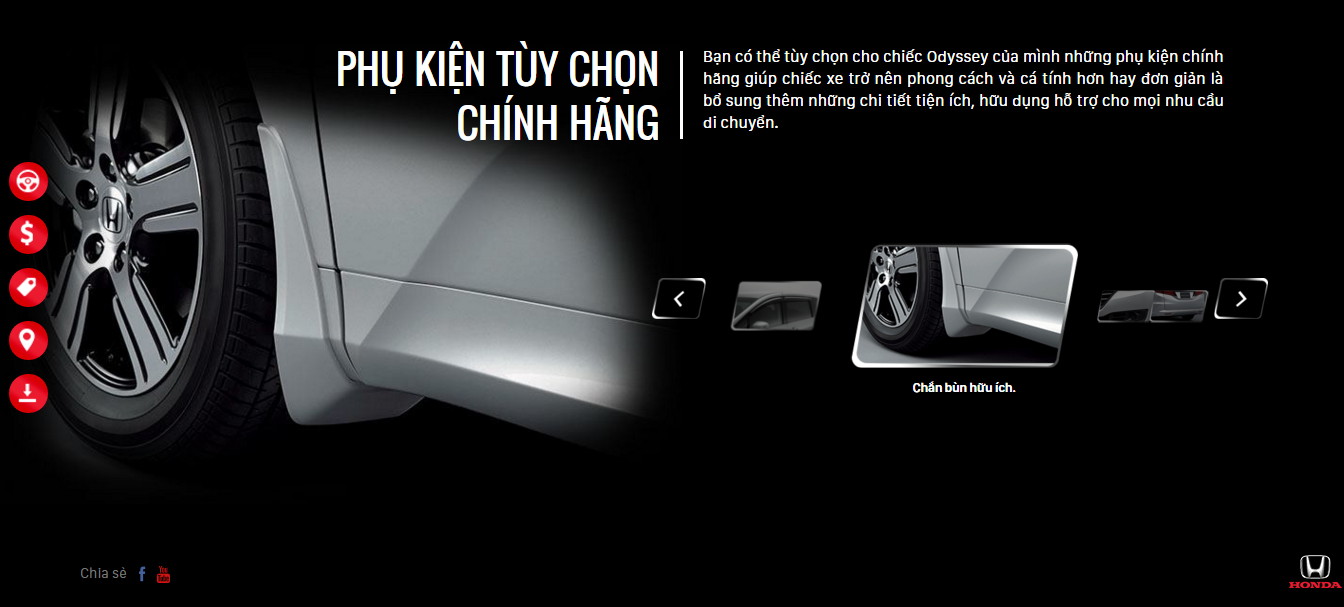 PHỤ KIỆN TÙY CHỌN
CHÍNH HÃNG
Bạn có thể tùy chọn cho chiếc Odyssey của mình những phụ kiện chính
hãng giúp chiếc xe trở nên phong cách và cá tính hơn hay đơn giản là
bổ sung thêm những chi tiết tiện ích, hữu dụng hỗ trợ cho mọi nhu cầu
di chuyển.
Chắn bùn hữu ích.
Chia sẻ
You
Tube
HONDA